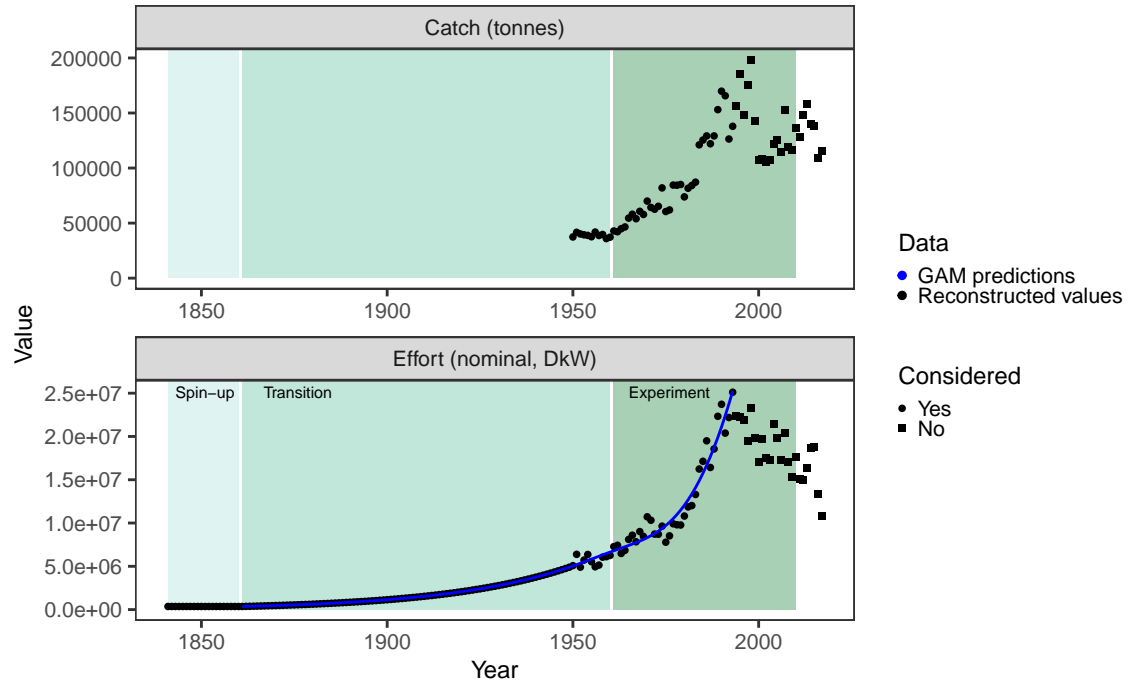 Catch (tonnes)
200000
150000
100000
50000
0
1850
1900
1950
2000
Value
Effort (nominal, DkW)
Spin−up
Transition
Experiment
2.5e+07
2.0e+07
1.5e+07
1.0e+07
5.0e+06
0.0e+00
1850
1900
1950
2000
Year
Data
GAM predictions
Reconstructed values
Considered
Yes
No